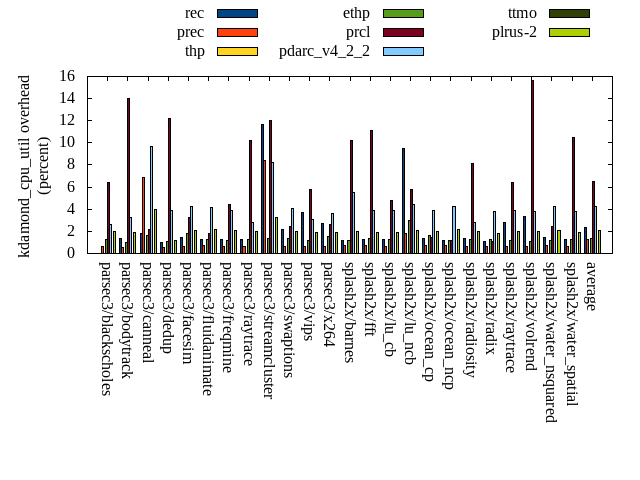 rec
prec
thp
ethp
prcl
pdarc_v4_2_2
ttmo
plrus-2
kdamond_cpu_util overhead
(percent)
16
14
12
10
8
6
4
2
0
parsec3/blackscholes
parsec3/bodytrack
parsec3/canneal
parsec3/dedup
parsec3/facesim
parsec3/fluidanimate
parsec3/freqmine
parsec3/raytrace
parsec3/streamcluster
parsec3/swaptions
parsec3/vips
parsec3/x264
splash2x/barnes
splash2x/fft
splash2x/lu_cb
splash2x/lu_ncb
splash2x/ocean_cp
splash2x/ocean_ncp
splash2x/radiosity
splash2x/radix
splash2x/raytrace
splash2x/volrend
splash2x/water_nsquared
splash2x/water_spatial
average